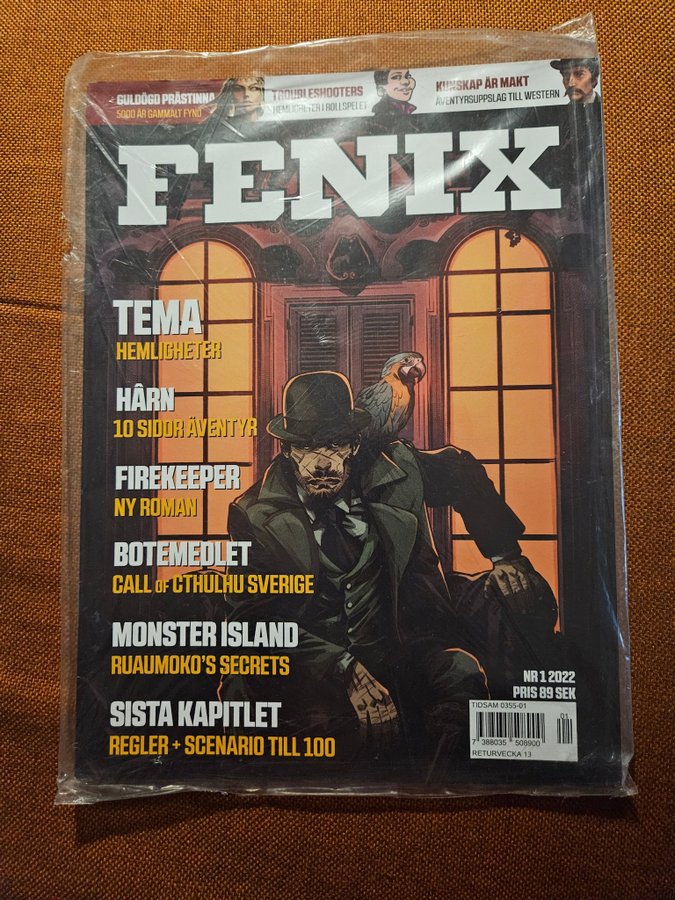 GULDÖGD PRÄSTINNA
5000 ÅR GAMMALT FYND
TROUBLESHOOTERS
HEMLIGHETER I ROLLSPELET
KUNSKAP ÄR MAKT
ÄVENTYRSUPPSLAG TILL WESTERN
FENIX
TEMA
HEMLIGHETER
HÂRN
10 SIDOR ÄVENTYR
FIREKEEPER
NY ROMAN
BOTEMEDLET
CALL OF CTHULHU SVERIGE
MONSTER ISLAND
RUAUMOKO'S SECRETS
SISTA KAPITLET
REGLER + SCENARIO TILL 100
NR 1 2022
PRIS 89 SEK
TIDSAM 0355-01
01
7 388035 508900
RETURVECKA 13